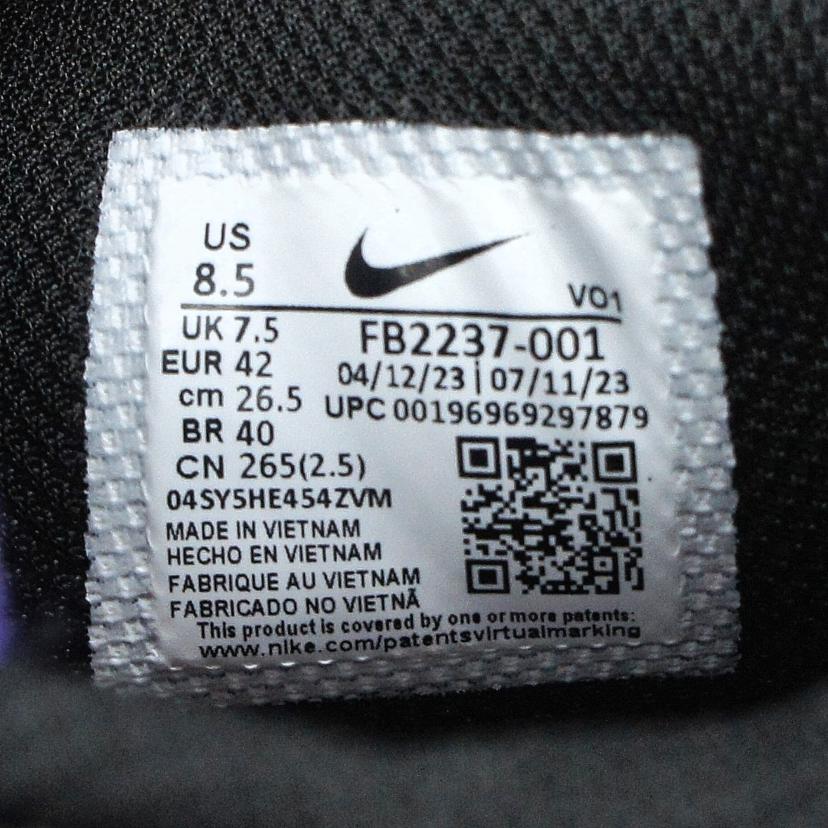 US
8.5
VO1
UK 7.5
FB2237-001
EUR 42
04/12/23 | 07/11/23
cm 26.5
UPC 00196969297879
BR 40
CN 265(2.5)
04SY5HE454ZVM
MADE IN VIETNAM
HECHO EN VIETNAM
FABRIQUE AU VIETNAM
FABRICADO NO VIETNÃ
This product is covered by one or more patents:
www.nike.com/patentsvirtualmarking